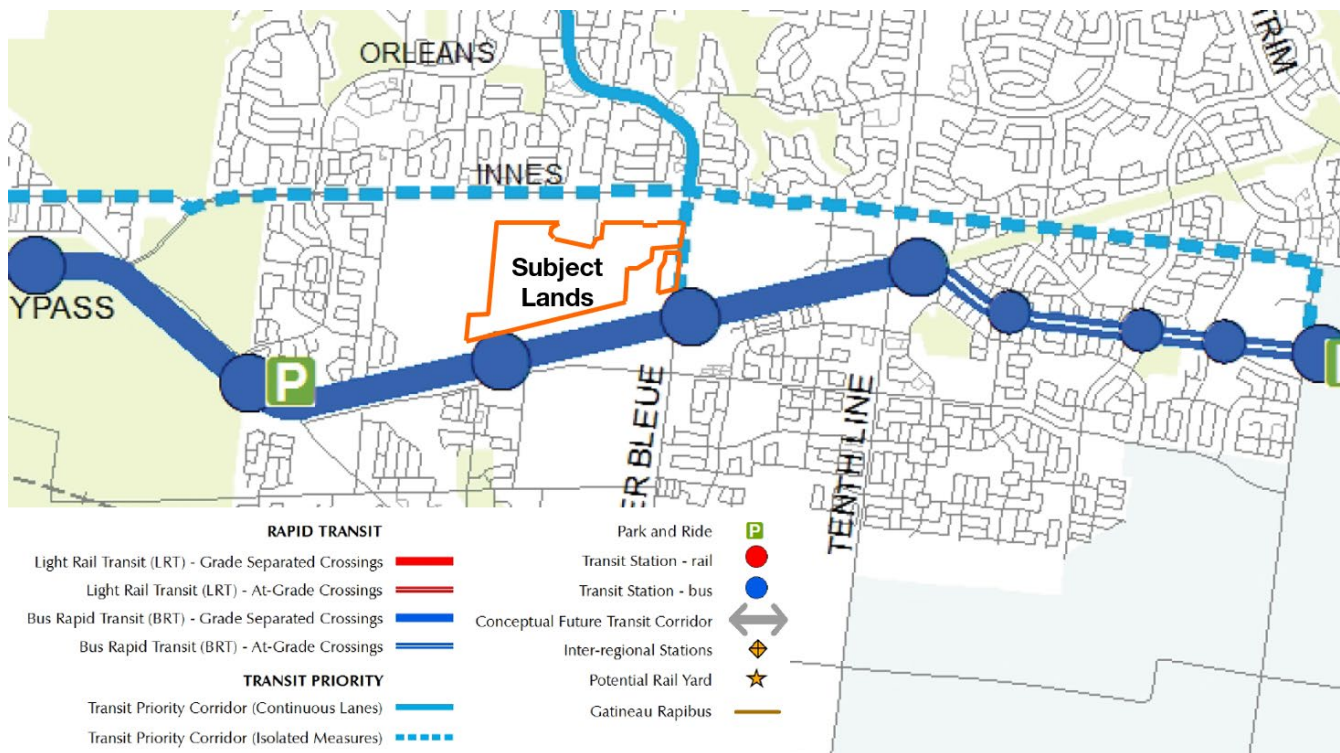 ORLEANS
TRIM
INNES
Subject
Lands
YPASS
P
ER BLEUE
TENTH LINE
RAPID TRANSIT
Light Rail Transit (LRT) - Grade Separated Crossings
Light Rail Transit (LRT) - At-Grade Crossings
Bus Rapid Transit (BRT) - Grade Separated Crossings
Bus Rapid Transit (BRT) - At-Grade Crossings
TRANSIT PRIORITY
Transit Priority Corridor (Continuous Lanes)
Transit Priority Corridor (Isolated Measures)
Park and Ride P
Transit Station - rail
Transit Station - bus
Conceptual Future Transit Corridor
Inter-regional Stations
Potential Rail Yard
Gatineau Rapibus